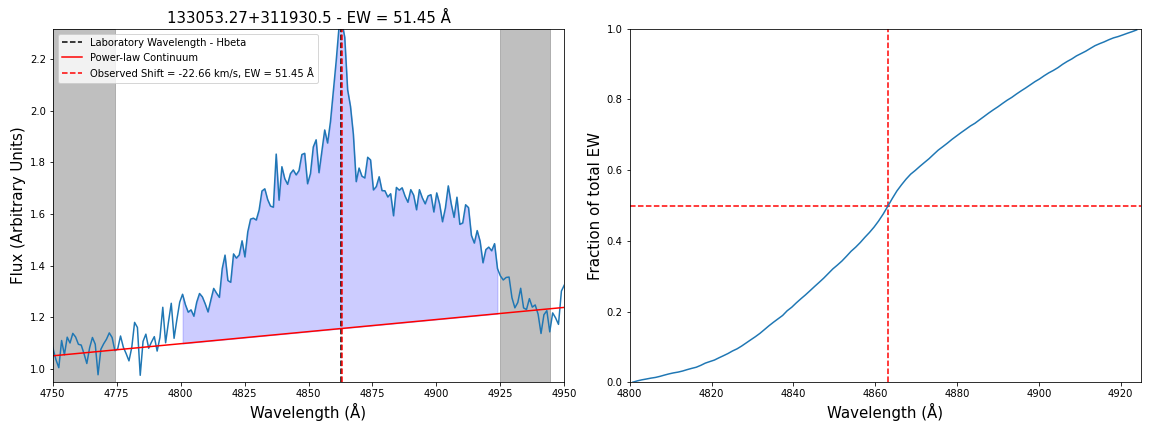 133053.27+311930.5 - EW = 51.45 Å
Laboratory Wavelength - Hbeta
Power-law Continuum
Observed Shift = -22.66 km/s, EW = 51.45 Å
Flux (Arbitrary Units)
2.2
2.0
1.8
1.6
1.4
1.2
1.0
4750 4775 4800 4825 4850 4875 4900 4925 4950
Wavelength (Å)
Fraction of total EW
1.0
0.8
0.6
0.4
0.2
0.0
4800 4820 4840 4860 4880 4900 4920
Wavelength (Å)